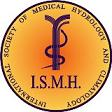 INTERNATIONAL SOCIETY OF MEDICAL HYDROLOGY AND CLIMATOLOGY
I.S.M.H.